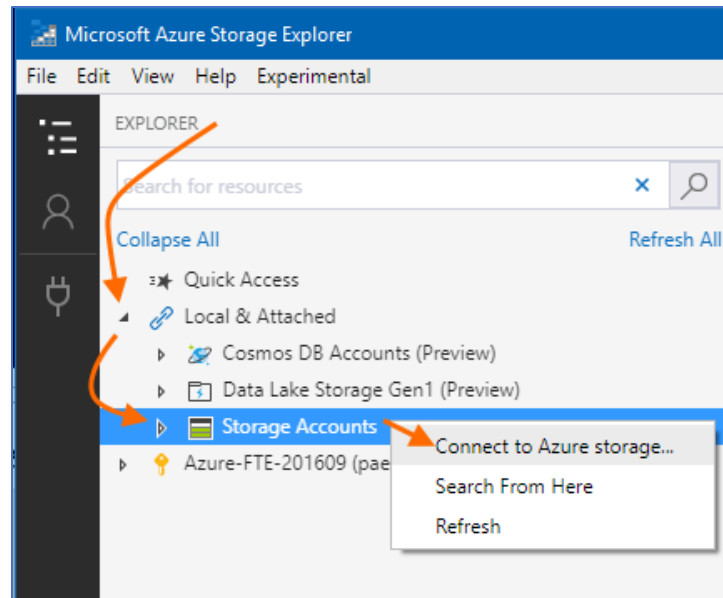 Microsoft Azure Storage Explorer
File Edit View Help Experimental
EXPLORER
Search for resources
Collapse All Refresh All
Quick Access
Local & Attached
Cosmos DB Accounts (Preview)
Data Lake Storage Gen1 (Preview)
Storage Accounts
Connect to Azure storage...
Azure-FTE-201609 (pae
Search From Here
Refresh